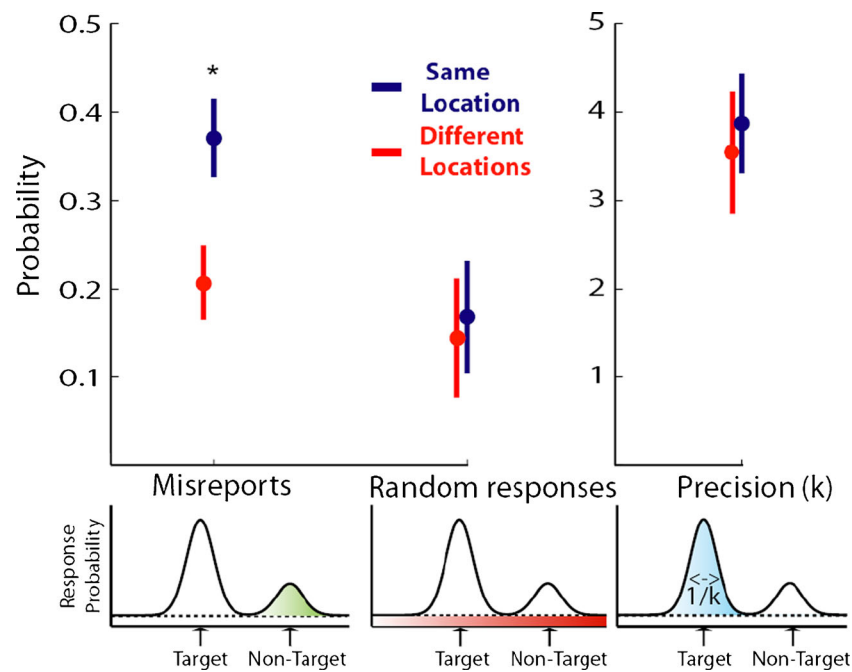 0.5
0.4
0.3
0.2
0.1
Probability
*
Same
Location
Different
Locations
5
4
3
2
1
Misreports
Random responses
Precision (k)
Response
Probability
Target
Non-Target
Target
Non-Target
<->
1/k
Target
Non-Target